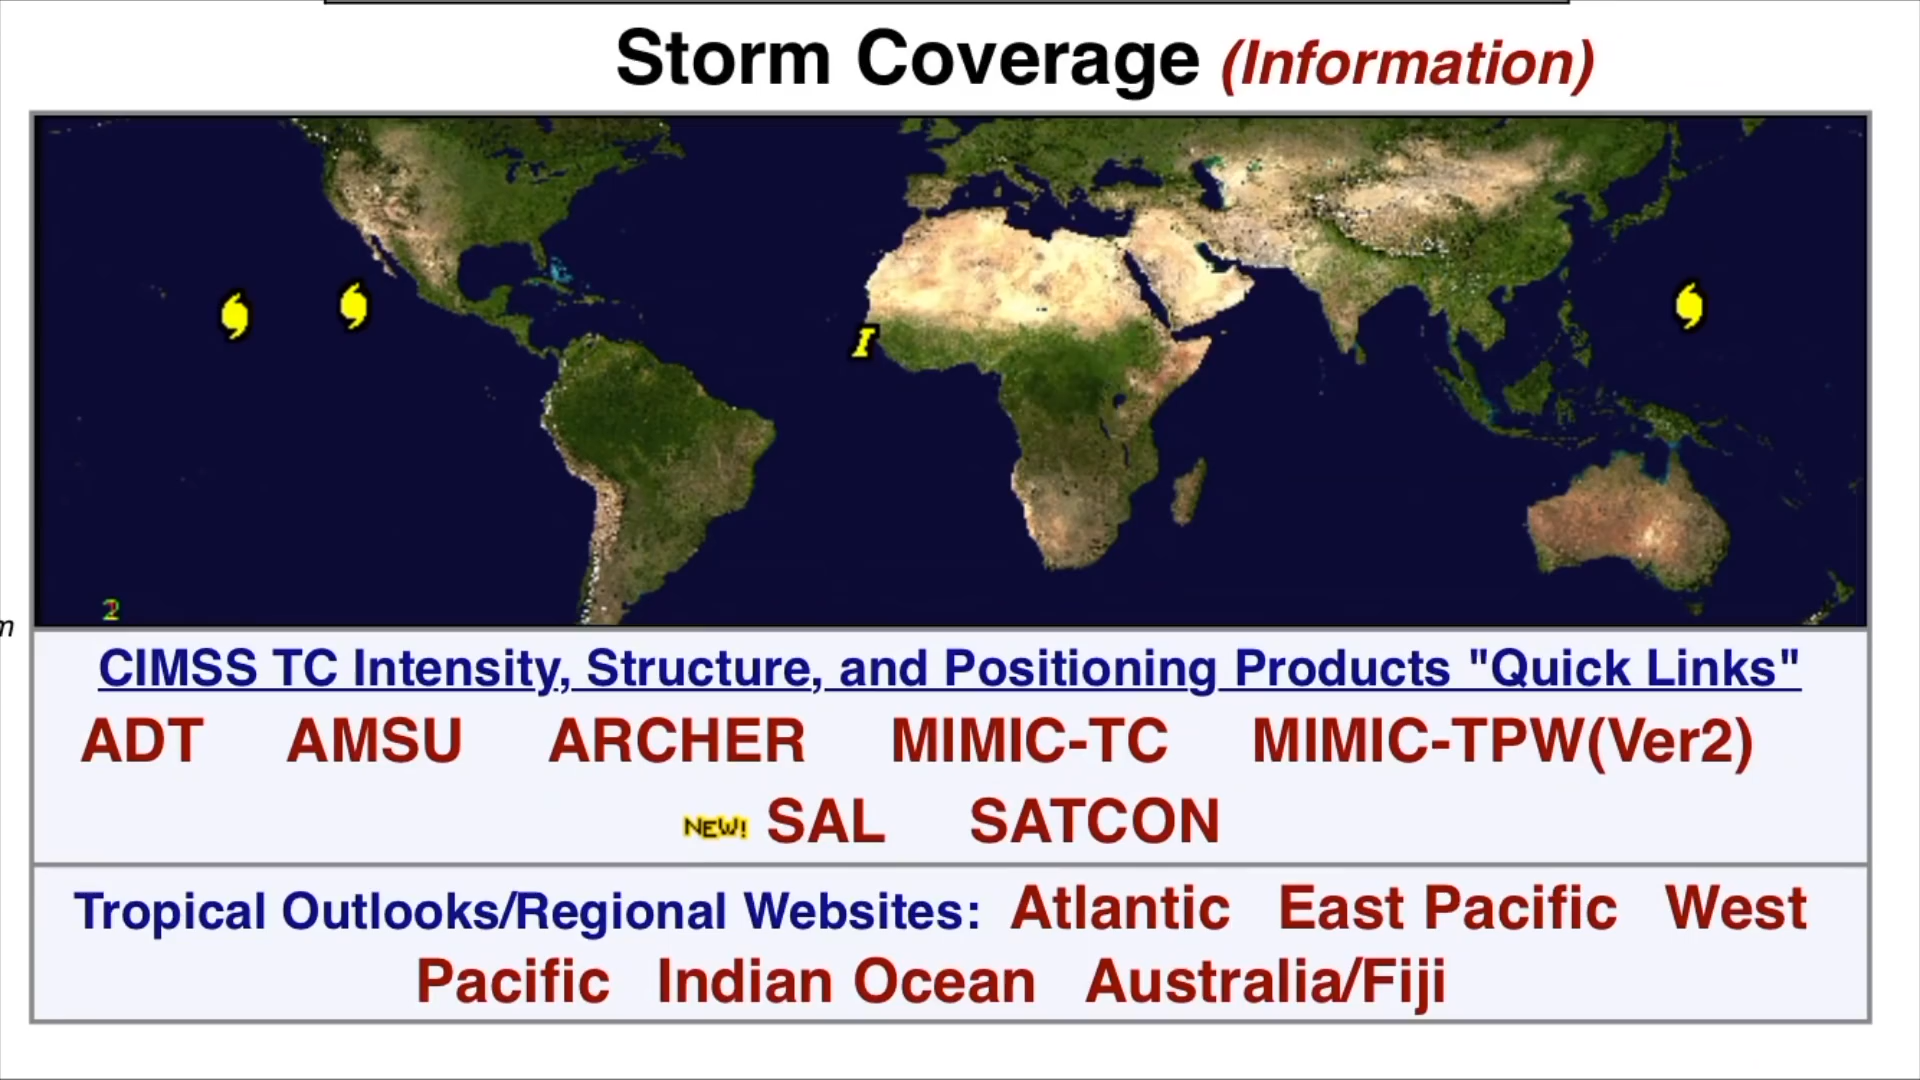 Storm Coverage (Information)
I
2
m
CIMSS TC Intensity, Structure, and Positioning Products "Quick Links"
ADT AMSU ARCHER MIMIC-TC MIMIC-TPW(Ver2)
NEW! SAL SATCON
Tropical Outlooks/Regional Websites: Atlantic East Pacific West
Pacific Indian Ocean Australia/Fiji